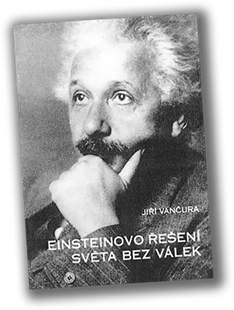 JIŘÍ VANČURA
EINSTEINOVO ŘEŠENÍ
SVĚTA BEZ VÁLEK